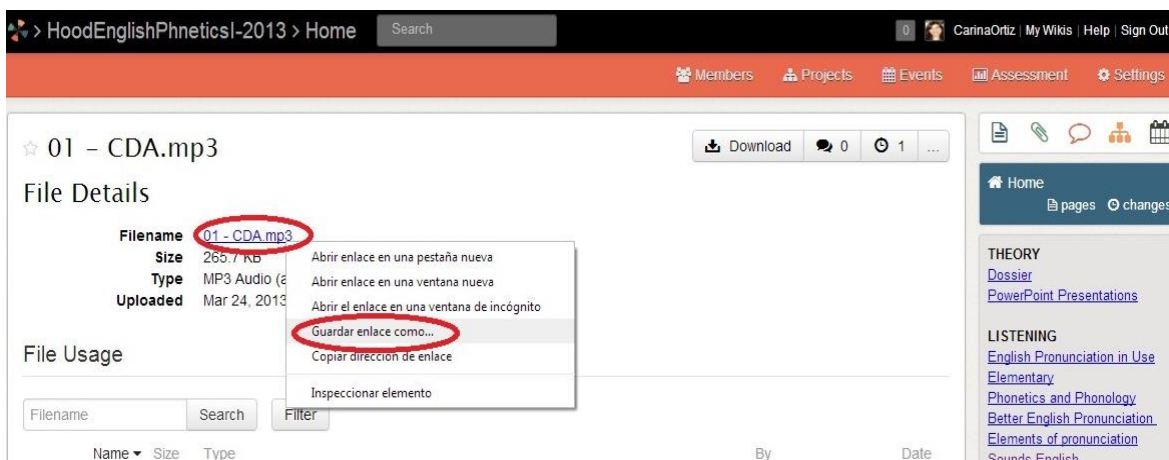 > HoodEnglishPhneticsI-2013 > Home Search 0 CarinaOrtiz | My Wikis | Help | Sign Out
Members Projects Events Assessment Settings
01 - CDA.mp3 Download 0 1 ...
File Details
Filename 01 - CDA.mp3
Size 265.7 KB
Type MP3 Audio (a
Uploaded Mar 24, 2013
Abrir enlace en una pestaña nueva
Abrir enlace en una ventana nueva
Abrir el enlace en una ventana de incógnito
Guardar enlace como...
Copiar dirección de enlace
Inspeccionar elemento
File Usage
Filename Search Filter
Name Size Type By Date
Home
pages changes
THEORY
Dossier
PowerPoint Presentations
LISTENING
English Pronunciation in Use
Elementary
Phonetics and Phonology
Better English Pronunciation
Elements of pronunciation
Sounds English